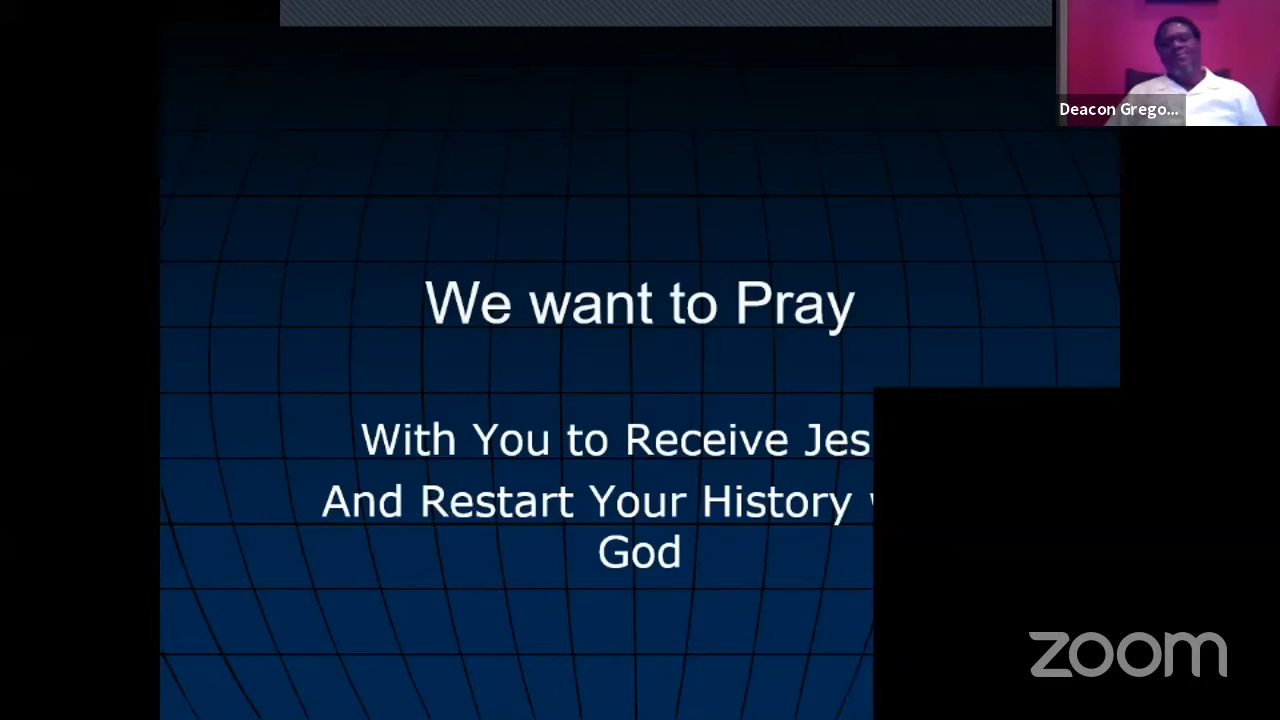 Deacon Grego...
We want to Pray
With You to Receive Jes
And Restart Your History
God
zoom